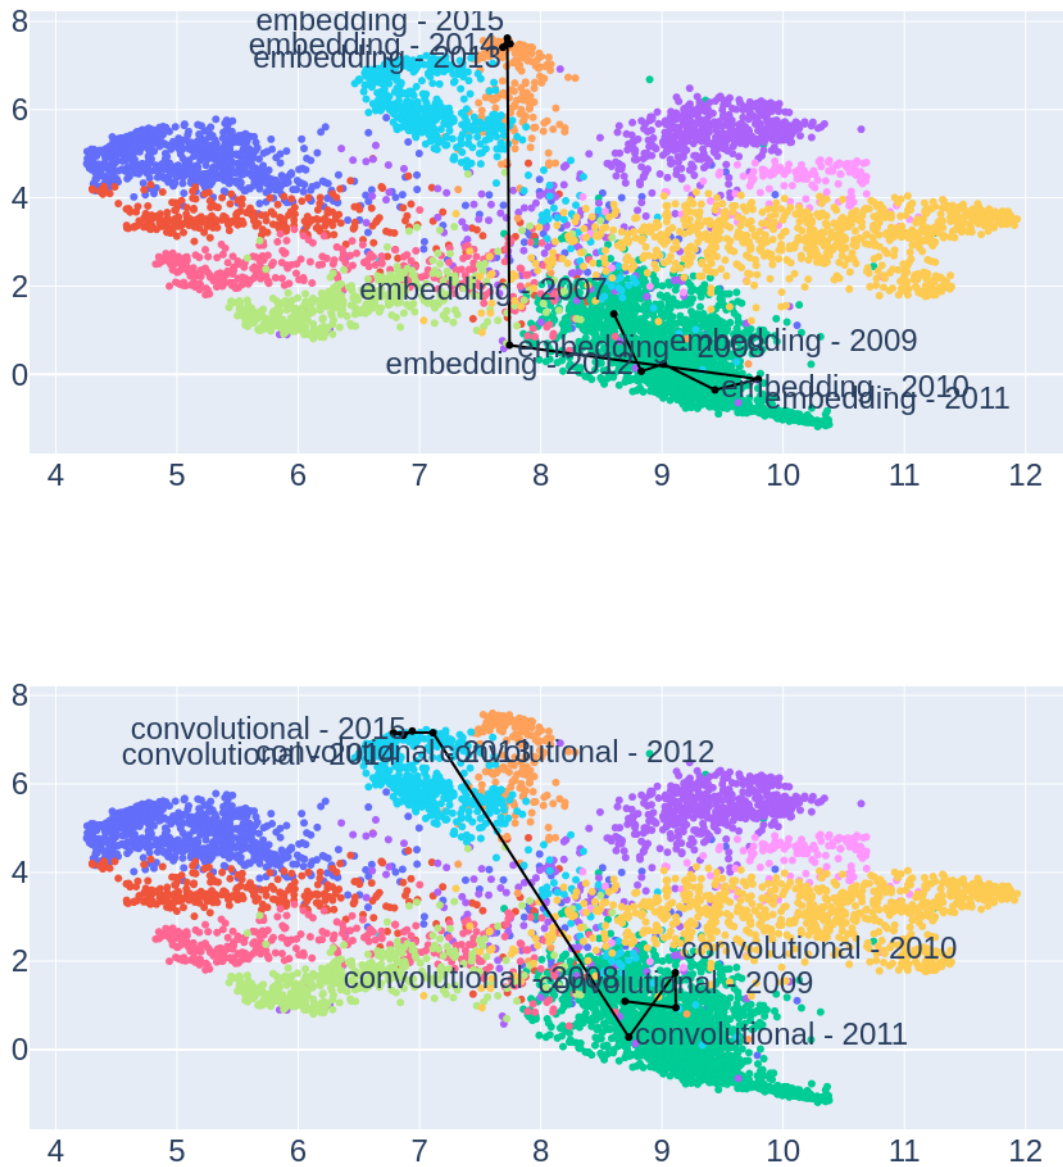 8
embedding - 2015
embedding - 2014
embedding - 2013
6
4
2
embedding - 2007
embedding - 2009
embedding - 2008
embedding - 2012
0
embedding - 2010
embedding - 2011
4 5 6 7 8 9 10 11 12
8
convolutional - 2015
convolutional - 2014
convolutional - 2013
convolutional - 2012
6
4
2
convolutional - 2010
convolutional - 2008
convolutional - 2009
convolutional - 2011
0
4 5 6 7 8 9 10 11 12